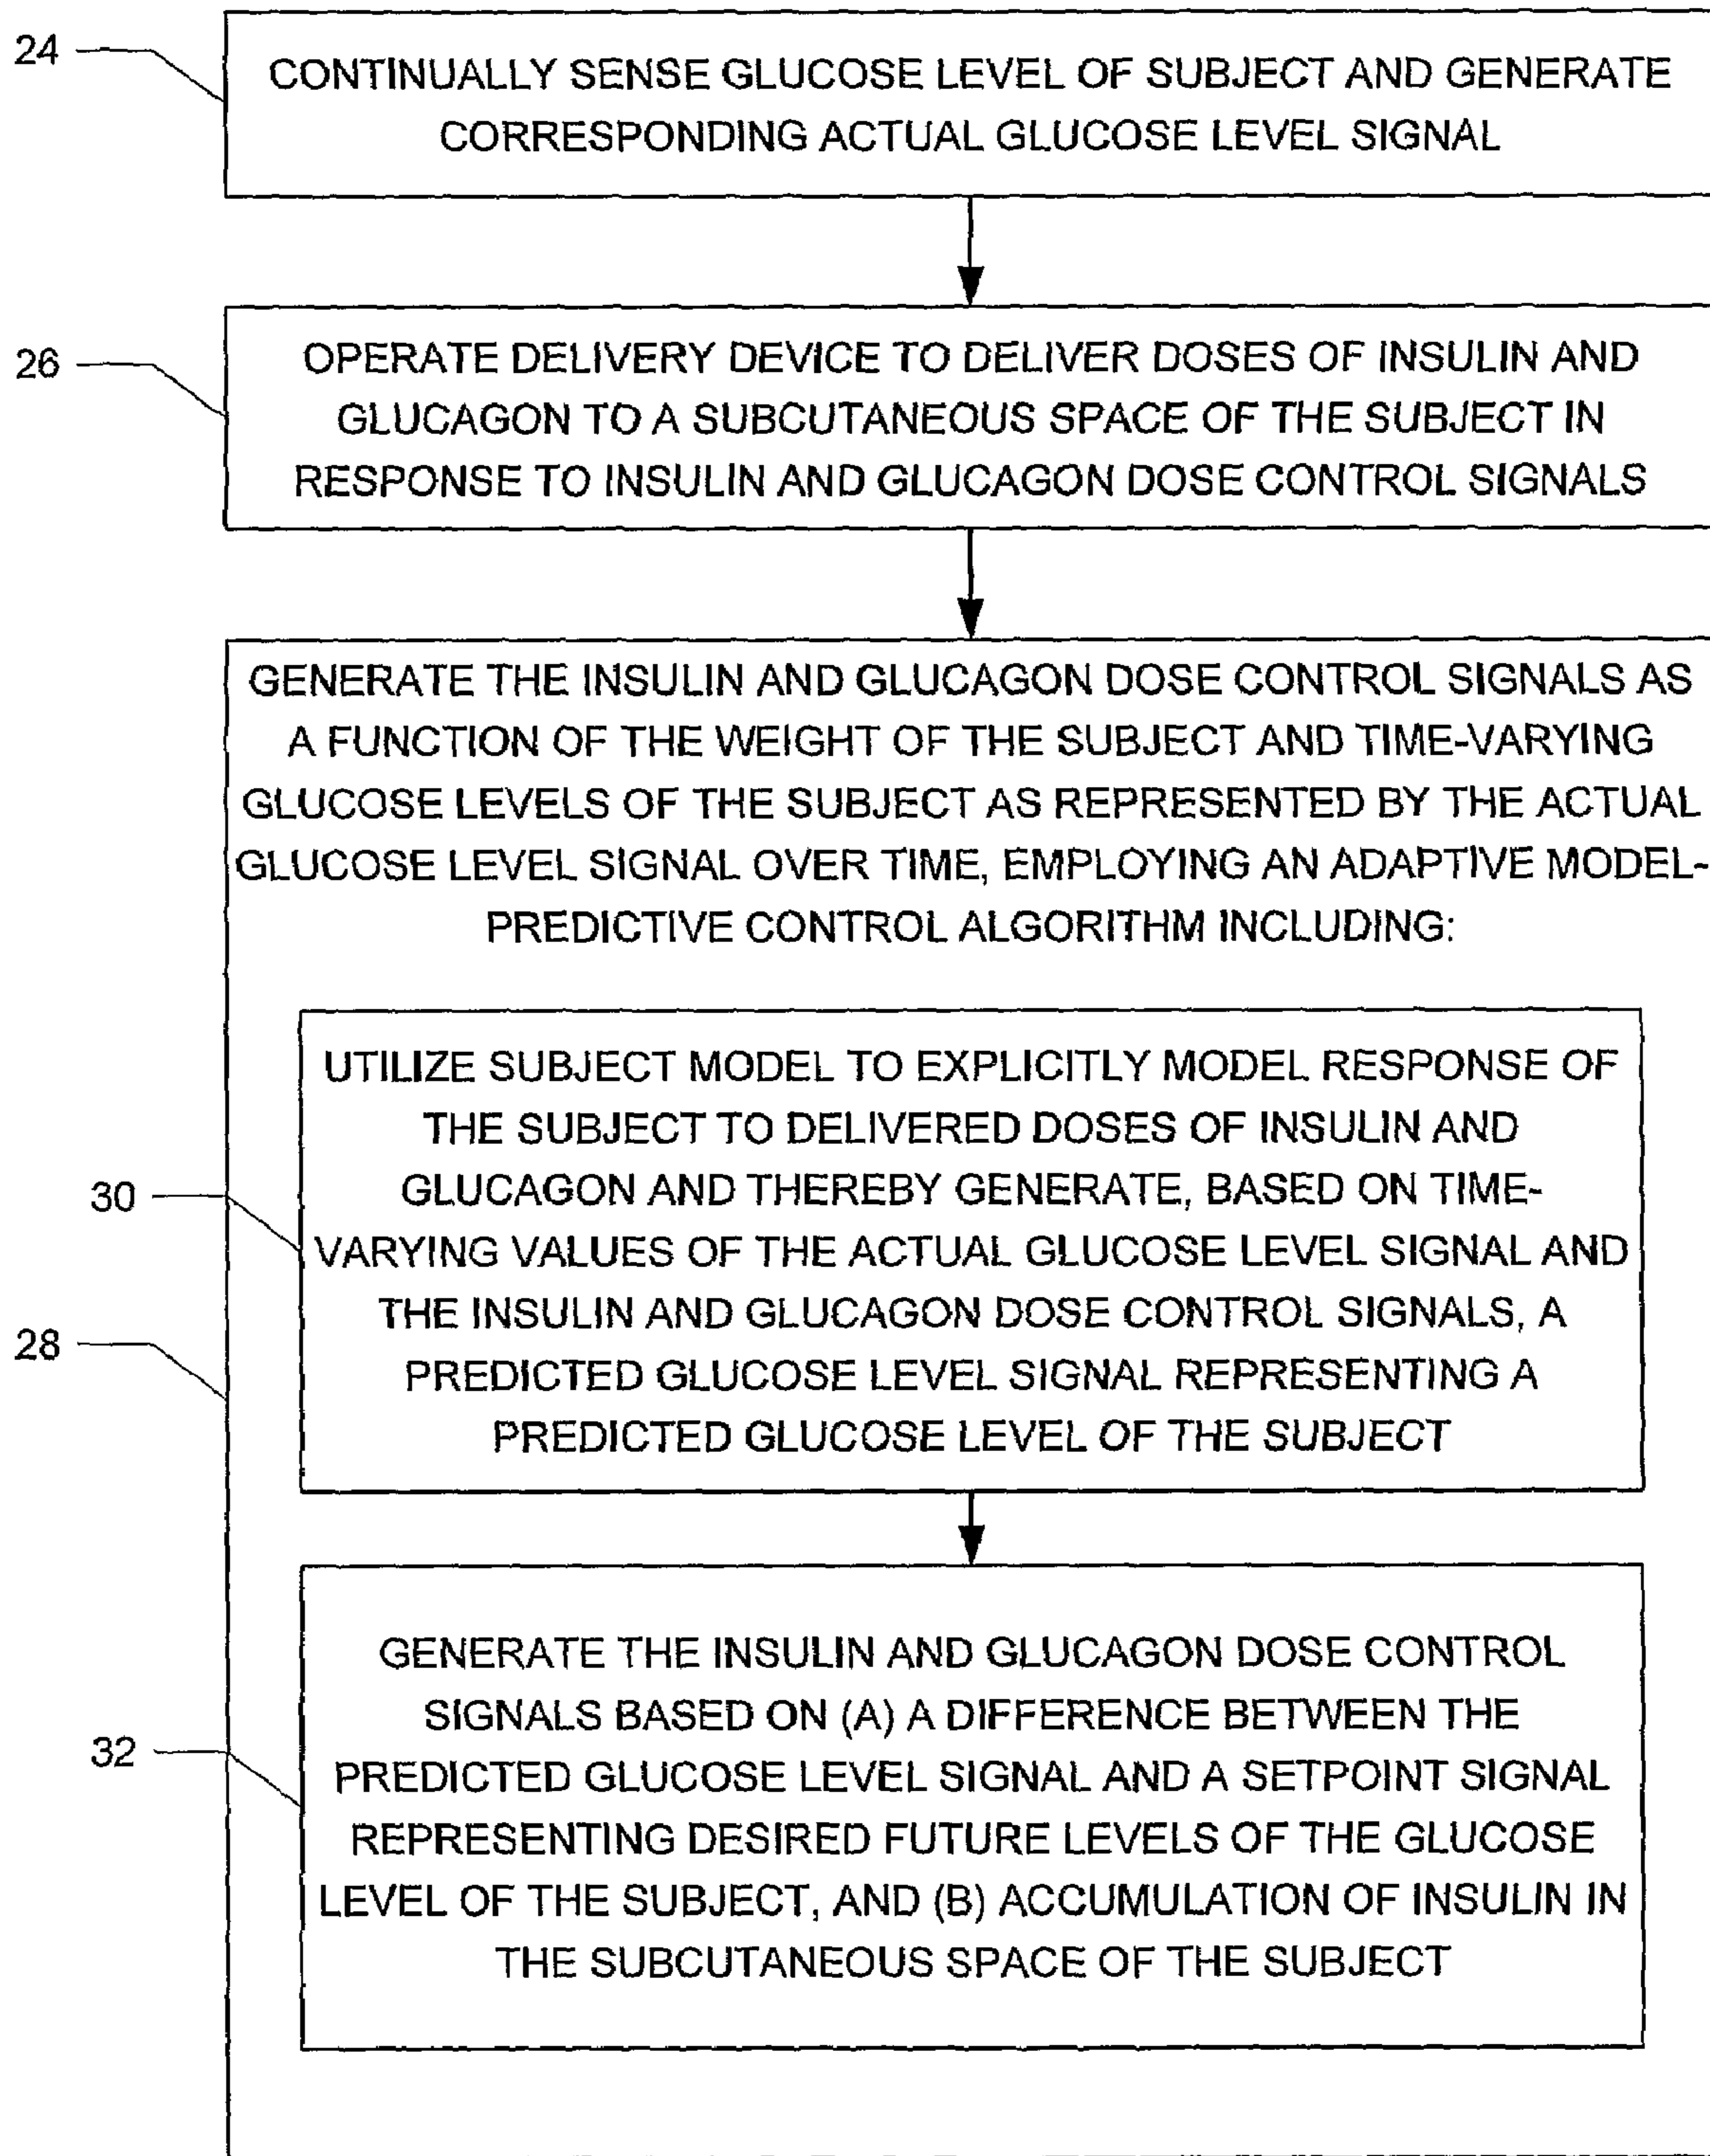 24
CONTINUALLY SENSE GLUCOSE LEVEL OF SUBJECT AND GENERATE
CORRESPONDING ACTUAL GLUCOSE LEVEL SIGNAL
26
OPERATE DELIVERY DEVICE TO DELIVER DOSES OF INSULIN AND
GLUCAGON TO A SUBCUTANEOUS SPACE OF THE SUBJECT IN
RESPONSE TO INSULIN AND GLUCAGON DOSE CONTROL SIGNALS
28
GENERATE THE INSULIN AND GLUCAGON DOSE CONTROL SIGNALS AS
A FUNCTION OF THE WEIGHT OF THE SUBJECT AND TIME-VARYING
GLUCOSE LEVELS OF THE SUBJECT AS REPRESENTED BY THE ACTUAL
GLUCOSE LEVEL SIGNAL OVER TIME, EMPLOYING AN ADAPTIVE MODEL-
PREDICTIVE CONTROL ALGORITHM INCLUDING:
30
UTILIZE SUBJECT MODEL TO EXPLICITLY MODEL RESPONSE OF
THE SUBJECT TO DELIVERED DOSES OF INSULIN AND
GLUCAGON AND THEREBY GENERATE, BASED ON TIME-
VARYING VALUES OF THE ACTUAL GLUCOSE LEVEL SIGNAL AND
THE INSULIN AND GLUCAGON DOSE CONTROL SIGNALS, A
PREDICTED GLUCOSE LEVEL SIGNAL REPRESENTING A
PREDICTED GLUCOSE LEVEL OF THE SUBJECT
32
GENERATE THE INSULIN AND GLUCAGON DOSE CONTROL
SIGNALS BASED ON (A) A DIFFERENCE BETWEEN THE
PREDICTED GLUCOSE LEVEL SIGNAL AND A SETPOINT SIGNAL
REPRESENTING DESIRED FUTURE LEVELS OF THE GLUCOSE
LEVEL OF THE SUBJECT, AND (B) ACCUMULATION OF INSULIN IN
THE SUBCUTANEOUS SPACE OF THE SUBJECT